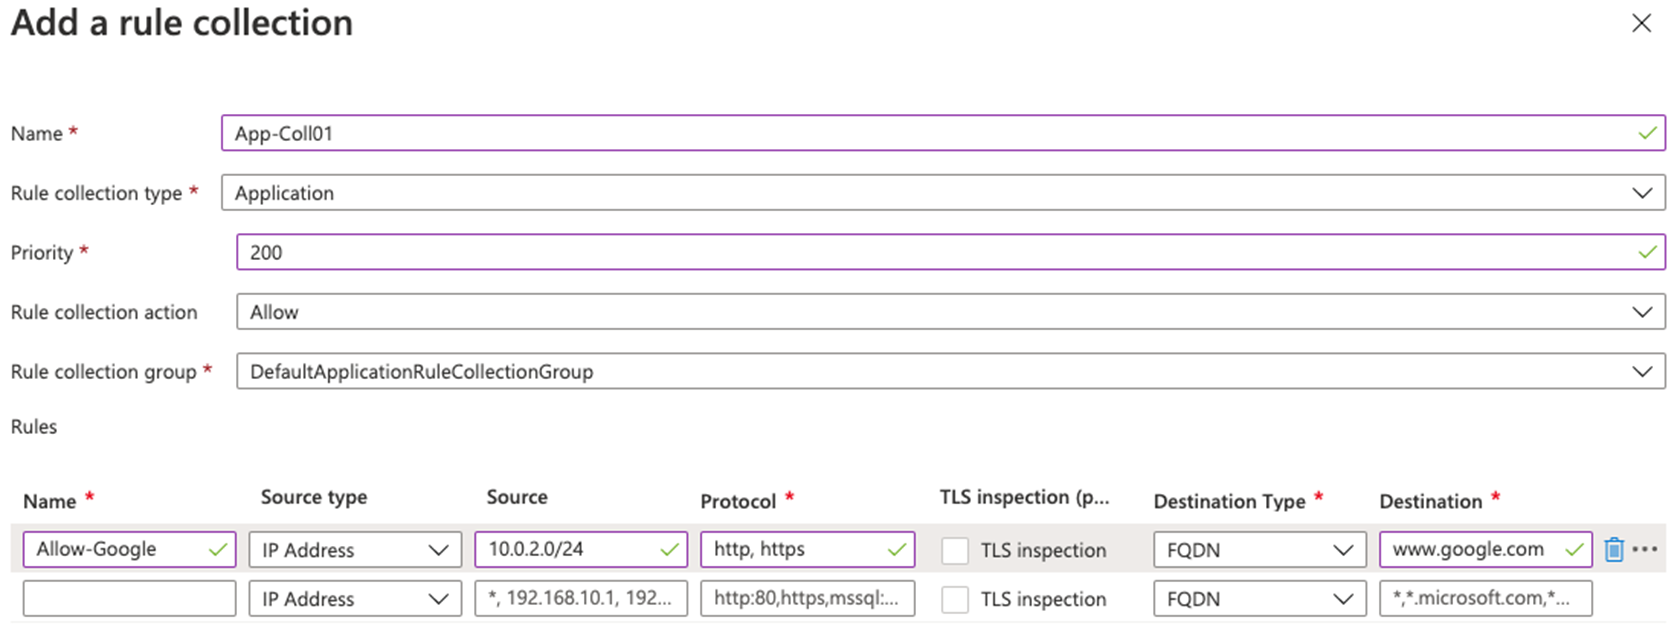 Add a rule collection
Name * App-Coll01
Rule collection type * Application
Priority * 200
Rule collection action Allow
Rule collection group * DefaultApplicationRuleCollectionGroup
Rules
Name * Source type Source Protocol * TLS inspection (p... Destination Type * Destination *
Allow-Google IP Address 10.0.2.0/24 http, https TLS inspection FQDN www.google.com
IP Address *, 192.168.10.1, 192... http:80,https,mssql:... TLS inspection FQDN *,*.microsoft.com,*...